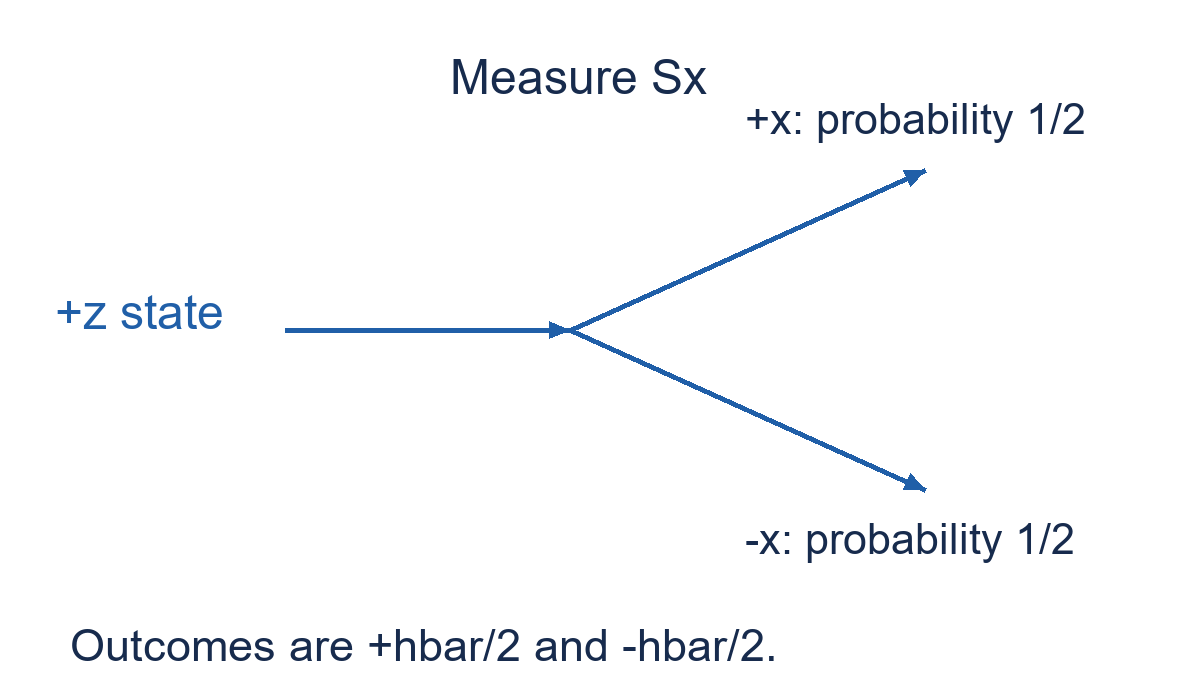 Measure Sx
+x: probability 1/2
+z state
-x: probability 1/2
Outcomes are +hbar/2 and -hbar/2.